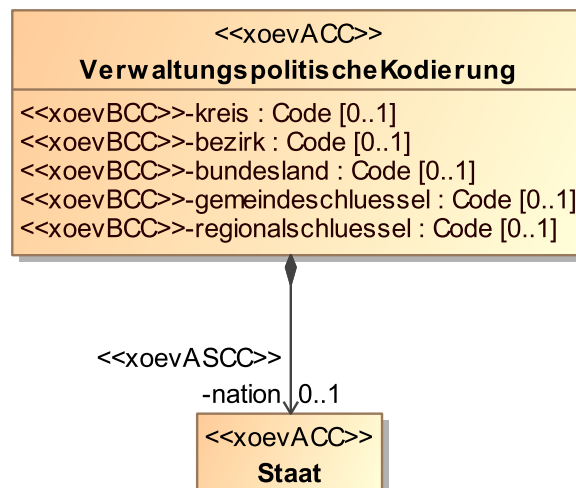 <<xoevACC>>
VerwaltungspolitischeKodierung
<<xoevBCC>>-kreis : Code [0..1]
<<xoevBCC>>-bezirk : Code [0..1]
<<xoevBCC>>-bundesland : Code [0..1]
<<xoevBCC>>-gemeindeschluessel : Code [0..1]
<<xoevBCC>>-regionalschluessel : Code [0..1]
<<xoevASCC>>
-nation 0..1
<<xoevACC>>
Staat